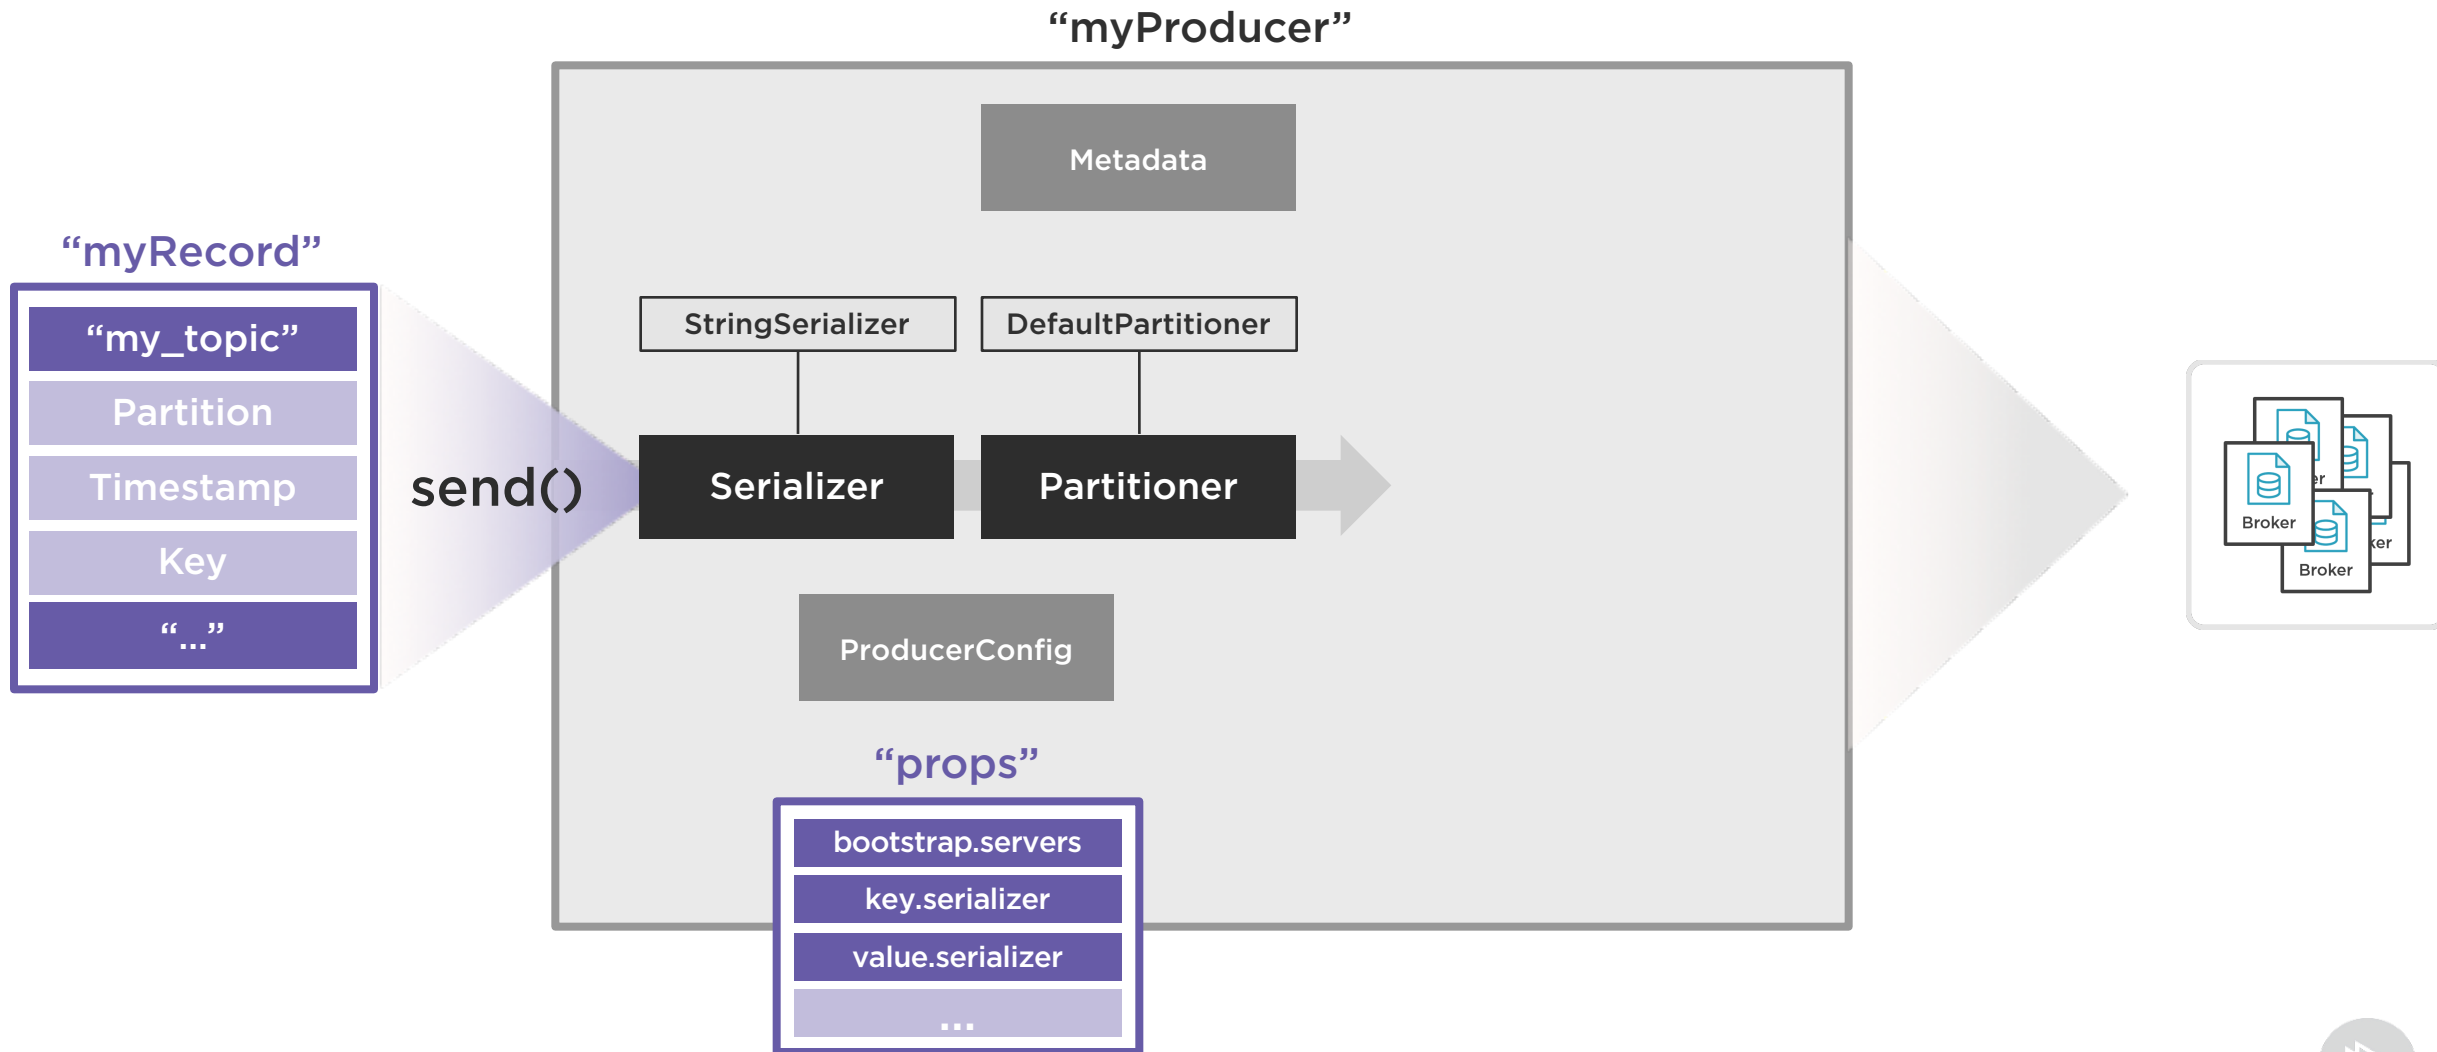 “myProducer”
Metadata
“myRecord”
“my_topic”
Partition
Timestamp
Key
“...”
send()
StringSerializer
DefaultPartitioner
Serializer
Partitioner
ProducerConfig
“props”
bootstrap.servers
key.serializer
value.serializer
...
Broker
Broker